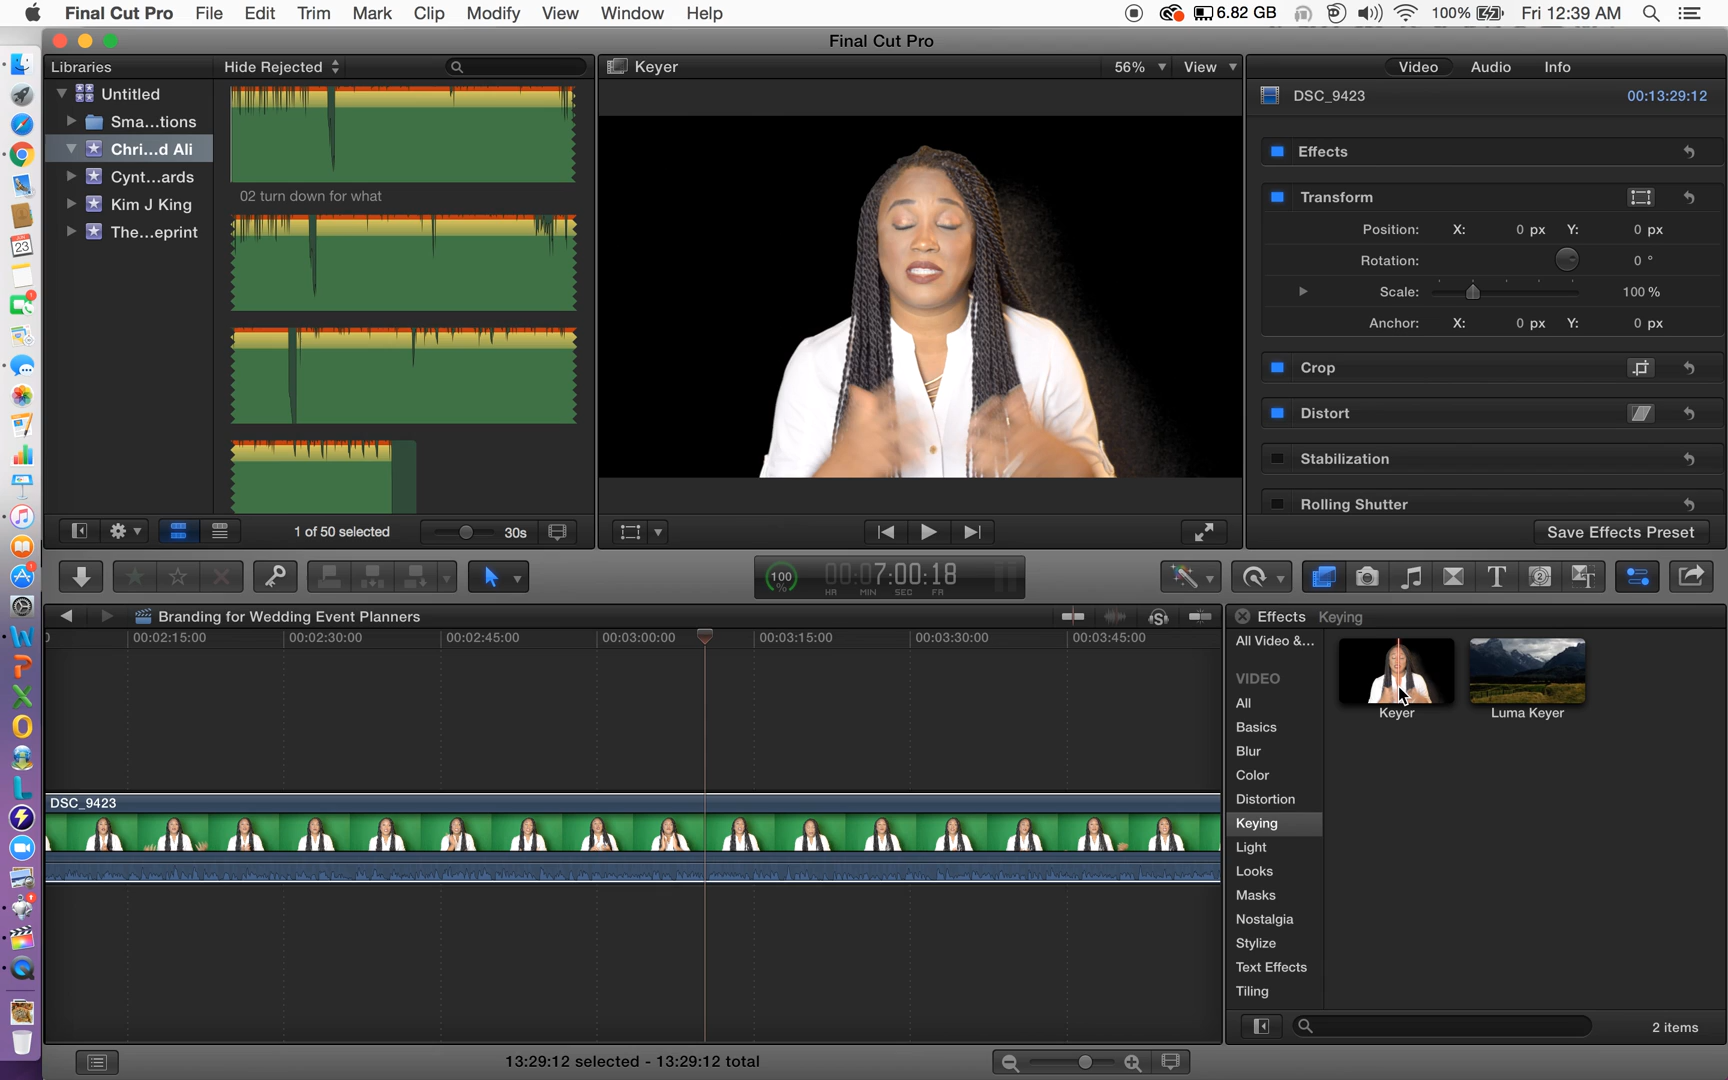 Final Cut Pro File Edit Trim Mark Clip Modify View Window Help 6.82 GB 100% Fri 12:39 AM
Final Cut Pro
Libraries Hide Rejected Keyer 56% View Video Audio Info
Untitled
Sma...tions
Chri...d Ali
Cynt...ards
Kim J King
The...eprint
02 turn down for what
1 of 50 selected 30s
DSC_9423 00:13:29:12
Effects
Transform
Position: X: 0 px Y: 0 px
Rotation: 0 °
Scale: 100 %
Anchor: X: 0 px Y: 0 px
Crop
Distort
Stabilization
Rolling Shutter
Save Effects Preset
100 % 00:07:00:18
HR MIN SEC FR
Branding for Wedding Event Planners
00:02:15:00 00:02:30:00 00:02:45:00 00:03:00:00 00:03:15:00 00:03:30:00 00:03:45:00
DSC_9423
13:29:12 selected - 13:29:12 total
Effects Keying
All Video &...
VIDEO
All
Basics
Blur
Color
Distortion
Keying
Light
Looks
Masks
Nostalgia
Stylize
Text Effects
Tiling
Keyer Luma Keyer
2 items